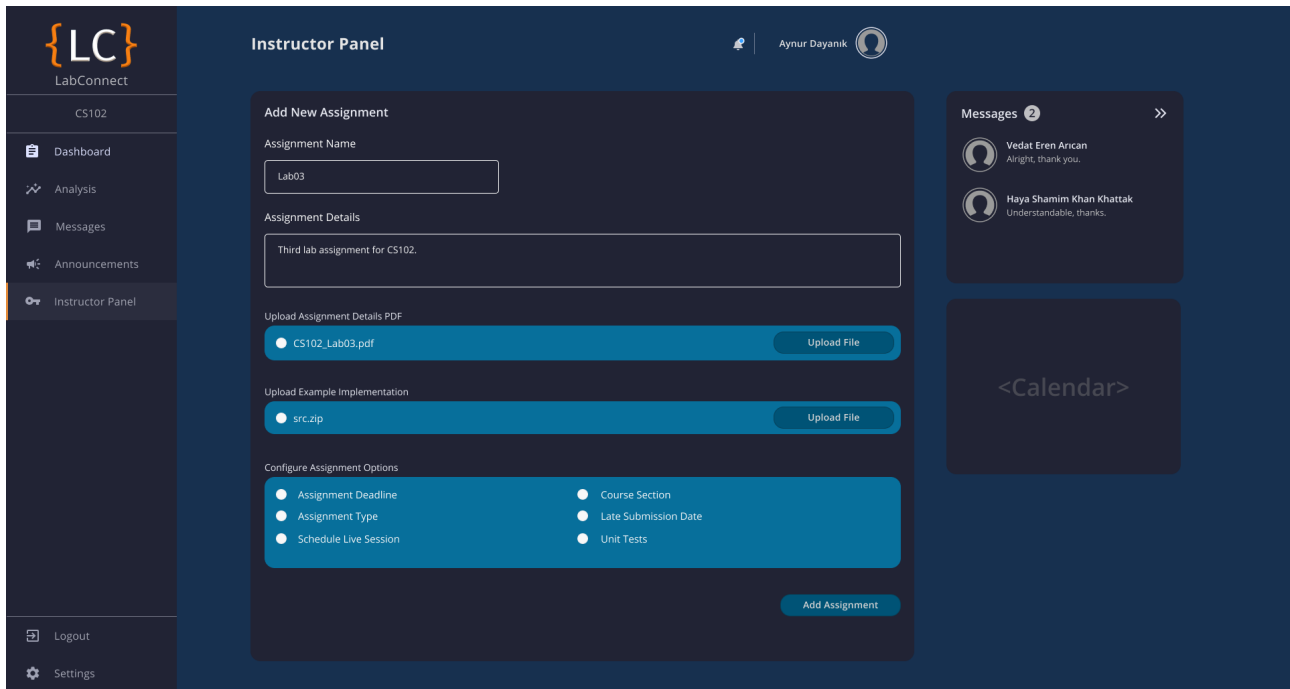 {LC}
LabConnect
CS102
Dashboard
Analysis
Messages
Announcements
Instructor Panel
Logout
Settings
Instructor Panel
Aynur Dayanık
Add New Assignment
Assignment Name
Lab03
Assignment Details
Third lab assignment for CS102.
Upload Assignment Details PDF
CS102_Lab03.pdf
Upload File
Upload Example Implementation
src.zip
Upload File
Configure Assignment Options
Assignment Deadline
Course Section
Assignment Type
Late Submission Date
Schedule Live Session
Unit Tests
Add Assignment
Messages 2
Vedat Eren Arıcan
Alright, thank you.
Haya Shamim Khan Khattak
Understandable, thanks.
<Calendar>